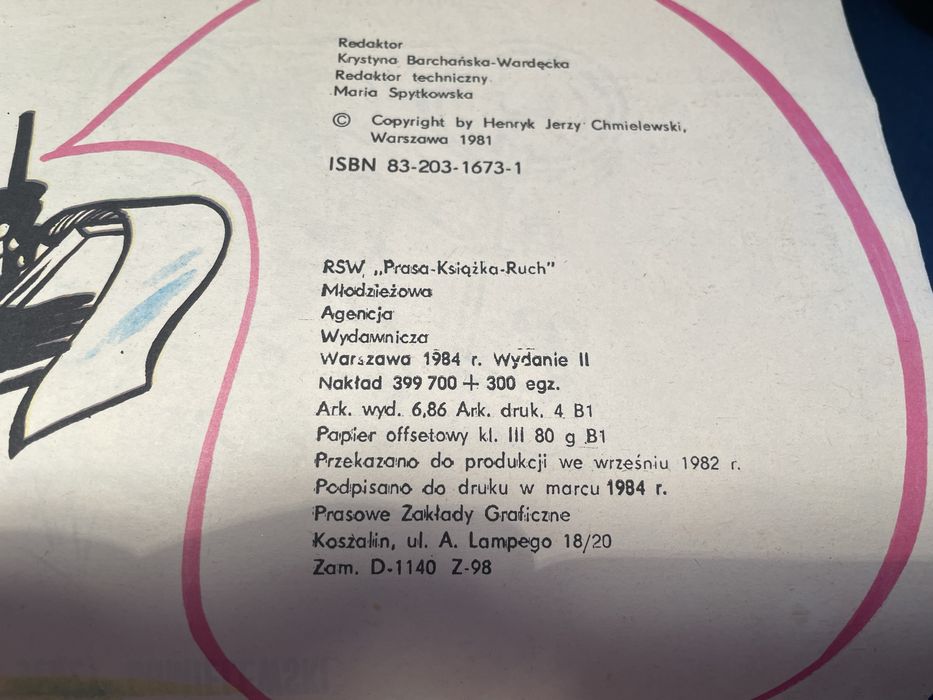 Redaktor
Krystyna Barchańska-Wardęcka
Redaktor techniczny
Maria Spytkowska
© Copyright by Henryk Jerzy Chmielewski,
Warszawa 1981
ISBN 83-203-1673-1
RSW „Prasa-Książka-Ruch”
Młodzieżowa
Agencja
Wydawnicza
Warszawa 1984 r. Wydanie II
Nakład 399 700 + 300 egz.
Ark. wyd. 6,86 Ark. druk. 4 B1
Papier offsetowy kl. III 80 g B1
Przekazano do produkcji we wrześniu 1982 r.
Podpisano do druku w marcu 1984 r.
Prasowe Zakłady Graficzne
Koszalin, ul. A. Lampego 18/20
Zam. D-1140 Z-98